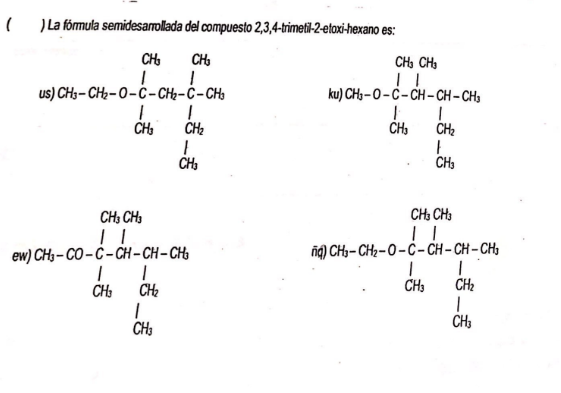 ( ) La fórmula semidesarrollada del compuesto 2,3,4-trimetil-2-etoxi-hexano es:
CH₃ CH₃
us) CH₃-CH₂-O-C-CH₂-C-CH₃
CH₃ CH₂
CH₃
CH₃ CH₃
ku) CH₃-O-C-CH-CH-CH₃
CH₃ CH₂
CH₃
CH₃ CH₃
ew) CH₃-CO-C-CH-CH-CH₃
CH₃ CH₂
CH₃
CH₃ CH₃
ñq) CH₃-CH₂-O-C-CH-CH-CH₃
CH₃ CH₂
CH₃